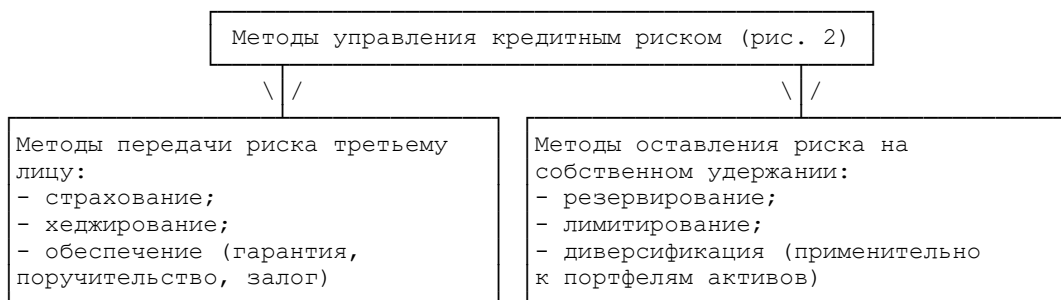 Методы управления кредитным риском (рис. 2)
Методы передачи риска третьему
лицу:
- страхование;
- хеджирование;
- обеспечение (гарантия,
поручительство, залог)
Методы оставления риска на
собственном удержании:
- резервирование;
- лимитирование;
- диверсификация (применительно
к портфелям активов)